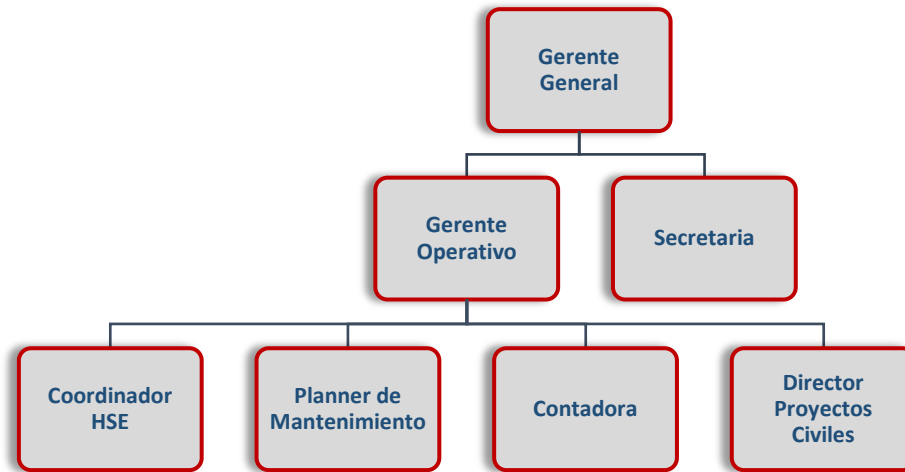 Gerente
General
Gerente
Operativo
Secretaria
Coordinador
HSE
Planner de
Mantenimiento
Contadora
Director
Proyectos
Civiles